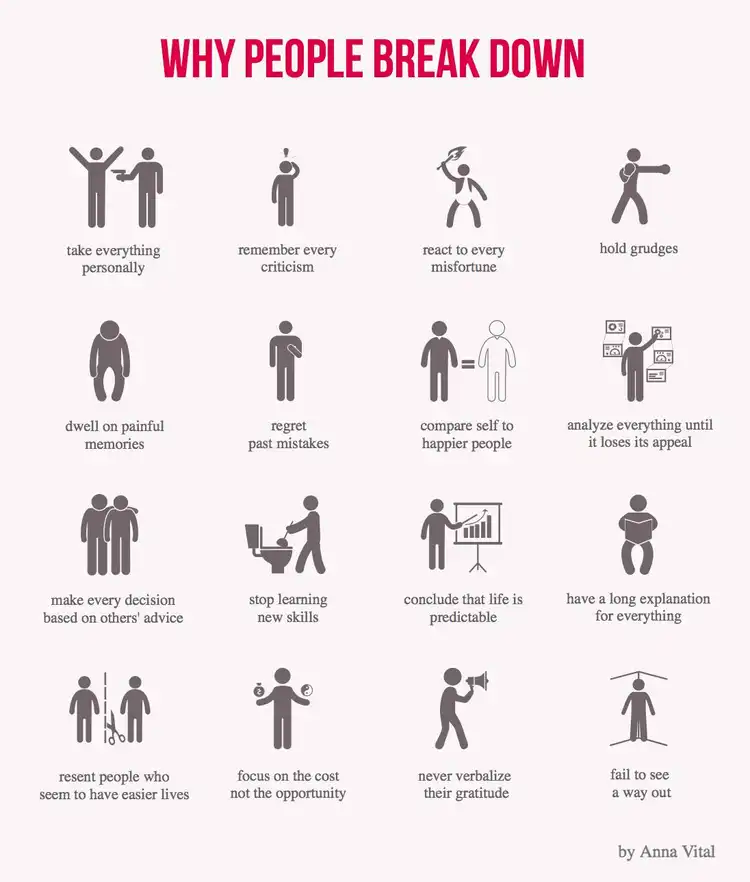 WHY PEOPLE BREAK DOWN
take everything
personally
remember every
criticism
react to every
misfortune
hold grudges
dwell on painful
memories
regret
past mistakes
compare self to
happier people
analyze everything until
it loses its appeal
make every decision
based on others' advice
stop learning
new skills
conclude that life is
predictable
have a long explanation
for everything
resent people who
seem to have easier lives
focus on the cost
not the opportunity
never verbalize
their gratitude
fail to see
a way out
by Anna Vital